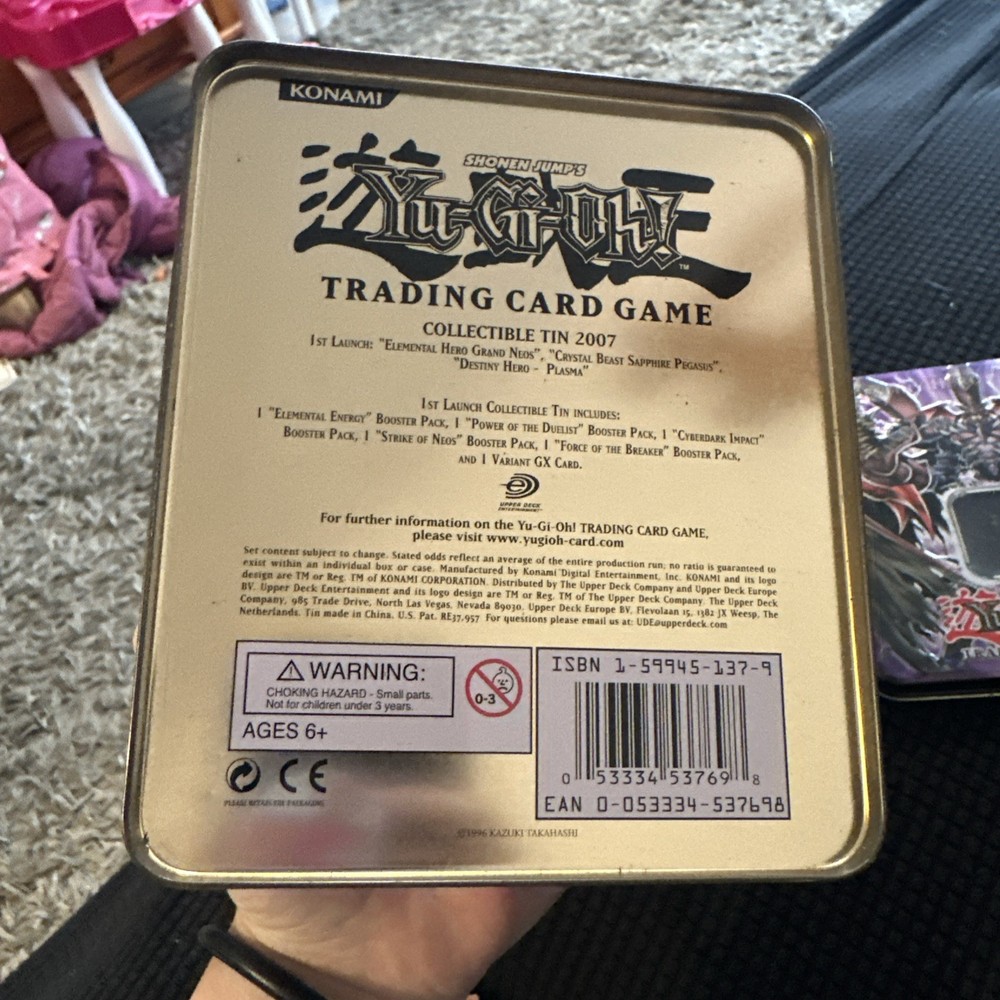 KONAMI
SHONEN JUMP'S
Yu-Gi-Oh!
™
TRADING CARD GAME
COLLECTIBLE TIN 2007
1ST LAUNCH: "ELEMENTAL HERO GRAND NEOS", "CRYSTAL BEAST SAPPHIRE PEGASUS",
"DESTINY HERO - PLASMA"
1ST LAUNCH COLLECTIBLE TIN INCLUDES:
1 "ELEMENTAL ENERGY" BOOSTER PACK, 1 "POWER OF THE DUELIST" BOOSTER PACK, 1 "CYBERDARK IMPACT"
BOOSTER PACK, 1 "STRIKE OF NEOS" BOOSTER PACK, 1 "FORCE OF THE BREAKER" BOOSTER PACK,
AND 1 VARIANT GX CARD.
UPPER DECK
ENTERTAINMENT
For further information on the Yu-Gi-Oh! TRADING CARD GAME,
please visit www.yugioh-card.com
Set content subject to change. Stated odds reflect an average of the entire production run; no ratio is guaranteed to
exist within an individual box or case. Manufactured by Konami Digital Entertainment, Inc. KONAMI and its logo
design are TM or Reg. TM of KONAMI CORPORATION. Distributed by The Upper Deck Company and Upper Deck Europe
BV. Upper Deck Entertainment and its logo design are TM or Reg. TM of The Upper Deck Company. The Upper Deck
Company, 985 Trade Drive, North Las Vegas, Nevada 89030. Upper Deck Europe BV, Flevolaan 15, 1382 JX Weesp, The
Netherlands. Tin made in China. U.S. Pat. RE37,957 For questions please email us at: UDE@upperdeck.com
⚠ WARNING:
CHOKING HAZARD - Small parts.
Not for children under 3 years.
0-3
AGES 6+
ISBN 1-59945-137-9
0 53334 53769 8
EAN 0-053334-537698
CE
PLEASE RETAIN FOR PACKAGING
©1996 KAZUKI TAKAHASHI